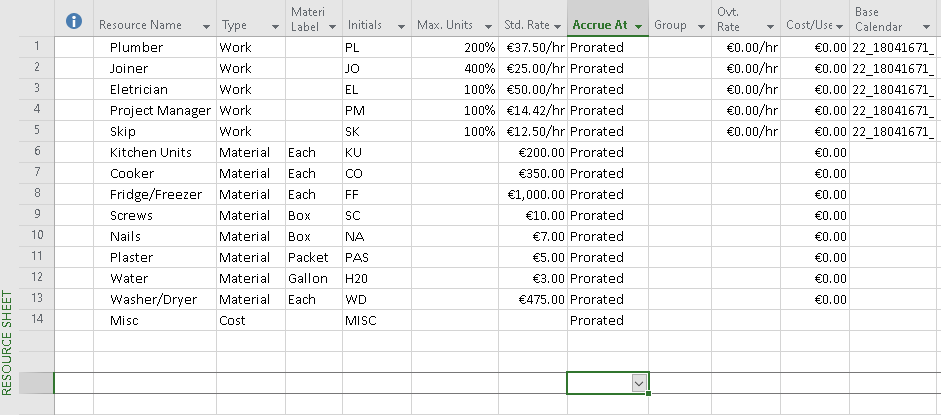 Resource Name Type Materi Label Initials Max. Units Std. Rate Accrue At Group Ovt. Rate Cost/Use Base Calendar
1 Plumber Work PL 200% €37.50/hr Prorated €0.00/hr €0.00 22_18041671_
2 Joiner Work JO 400% €25.00/hr Prorated €0.00/hr €0.00 22_18041671_
3 Eletrician Work EL 100% €50.00/hr Prorated €0.00/hr €0.00 22_18041671_
4 Project Manager Work PM 100% €14.42/hr Prorated €0.00/hr €0.00 22_18041671_
5 Skip Work SK 100% €12.50/hr Prorated €0.00/hr €0.00 22_18041671_
6 Kitchen Units Material Each KU €200.00 Prorated €0.00
7 Cooker Material Each CO €350.00 Prorated €0.00
8 Fridge/Freezer Material Each FF €1,000.00 Prorated €0.00
9 Screws Material Box SC €10.00 Prorated €0.00
10 Nails Material Box NA €7.00 Prorated €0.00
11 Plaster Material Packet PAS €5.00 Prorated €0.00
12 Water Material Gallon H20 €3.00 Prorated €0.00
13 Washer/Dryer Material Each WD €475.00 Prorated €0.00
14 Misc Cost MISC Prorated
RESOURCE SHEET